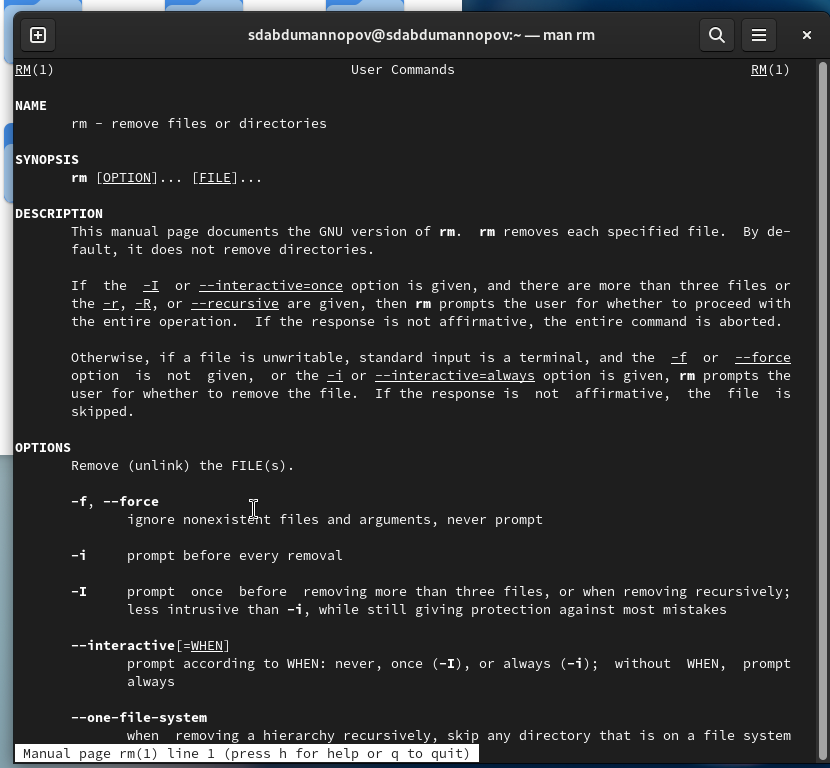 sdabdumannopov@sdabdumannopov:~ — man rm
RM(1) User Commands RM(1)
NAME
rm - remove files or directories
SYNOPSIS
rm [OPTION]... [FILE]...
DESCRIPTION
This manual page documents the GNU version of rm. rm removes each specified file. By de-
fault, it does not remove directories.
If the -I or --interactive=once option is given, and there are more than three files or
the -r, -R, or --recursive are given, then rm prompts the user for whether to proceed with
the entire operation. If the response is not affirmative, the entire command is aborted.
Otherwise, if a file is unwritable, standard input is a terminal, and the -f or --force
option is not given, or the -i or --interactive=always option is given, rm prompts the
user for whether to remove the file. If the response is not affirmative, the file is
skipped.
OPTIONS
Remove (unlink) the FILE(s).
-f, --force
ignore nonexistent files and arguments, never prompt
-i prompt before every removal
-I prompt once before removing more than three files, or when removing recursively;
less intrusive than -i, while still giving protection against most mistakes
--interactive[=WHEN]
prompt according to WHEN: never, once (-I), or always (-i); without WHEN, prompt
always
--one-file-system
when removing a hierarchy recursively, skip any directory that is on a file system
Manual page rm(1) line 1 (press h for help or q to quit)